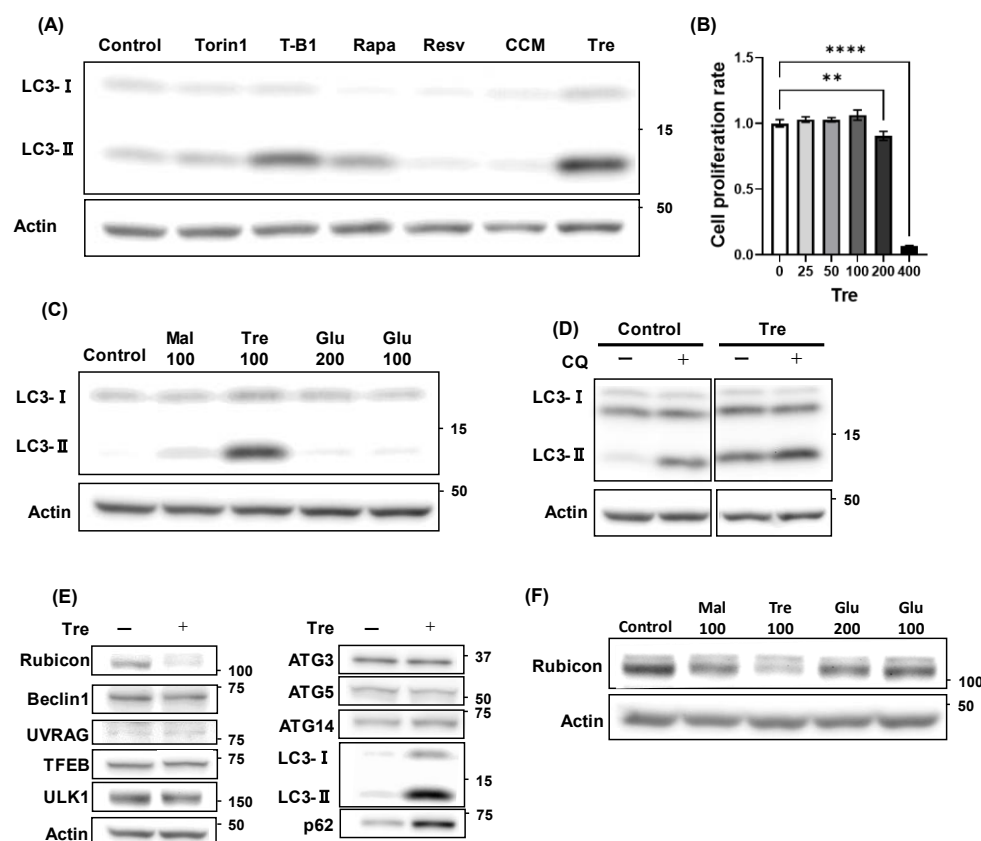 (A)
Control Torin1 T-B1 Rapa Resv CCM Tre
LC3-Ⅰ
15
LC3-Ⅱ
50
Actin
(B)
**** 
**
1.5
1.0
0.5
0.0
Cell proliferation rate
0 25 50 100 200 400
Tre
(C)
Mal Tre Glu Glu
Control 100 100 200 100
LC3-Ⅰ
15
LC3-Ⅱ
50
Actin
(D)
Control Tre
CQ − + − +
LC3-Ⅰ
15
LC3-Ⅱ
50
Actin
(E)
Tre − +
Rubicon 100
Beclin1 75
UVRAG 75
TFEB 75
ULK1 150
Actin 50
Tre − +
ATG3 37
ATG5 50
ATG14 75
LC3-Ⅰ
15
LC3-Ⅱ
p62 75
(F)
Mal Tre Glu Glu
Control 100 100 200 100
Rubicon 100
Actin 50